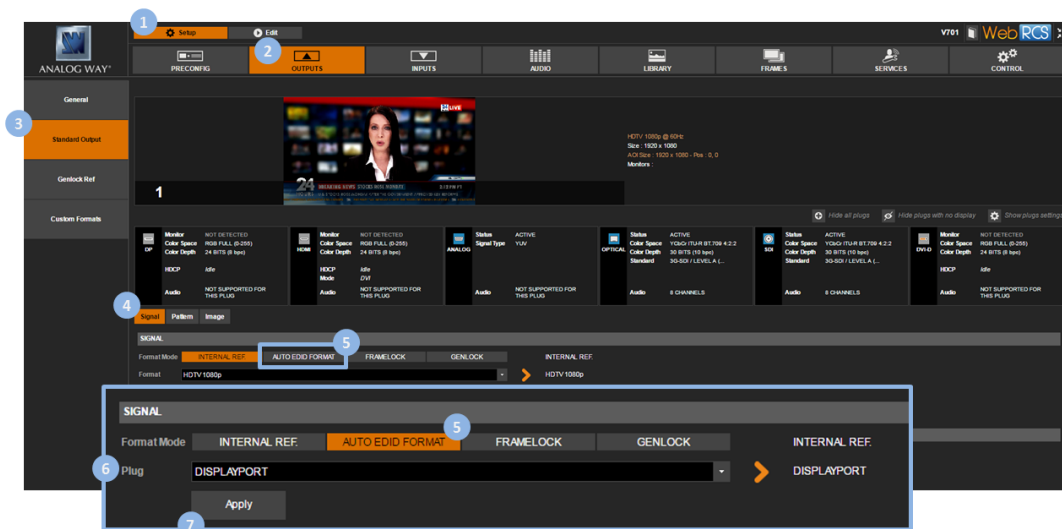 1
Setup
Edit
V701
Web RCS
ANALOG WAY®
2
PRECONFIG
OUTPUTS
INPUTS
AUDIO
LIBRARY
FRAMES
SERVICES
CONTROL
General
3
Standard Output
Genlock Ref
Custom Formats
LIVE
24
BREAKING NEWS
1
HDTV 1080p @ 60Hz
Size : 1920 x 1080
AOI Size : 1920 x 1080 - Pos : 0, 0
Monitors :
Hide all plugs
Hide plugs with no display
Show plugs settings
DP
Monitor NOT DETECTED
Color Space RGB FULL (0-255)
Color Depth 24 BITS (8 bpc)
HDCP Idle
Audio NOT SUPPORTED FOR THIS PLUG
HDMI
Monitor NOT DETECTED
Color Space RGB FULL (0-255)
Color Depth 24 BITS (8 bpc)
HDCP Idle
Mode DVI
Audio NOT SUPPORTED FOR THIS PLUG
ANALOG
Status ACTIVE
Signal Type YUV
Audio NOT SUPPORTED FOR THIS PLUG
OPTICAL
Status ACTIVE
Color Space YCbCr ITU-R BT.709 4:2:2
Color Depth 30 BITS (10 bpc)
Standard 3G-SDI / LEVEL A (...
Audio 8 CHANNELS
SDI
Status ACTIVE
Color Space YCbCr ITU-R BT.709 4:2:2
Color Depth 30 BITS (10 bpc)
Standard 3G-SDI / LEVEL A (...
Audio 8 CHANNELS
DVI-D
Monitor NOT DETECTED
Color Space RGB FULL (0-255)
Color Depth 24 BITS (8 bpc)
HDCP Idle
Audio NOT SUPPORTED FOR THIS PLUG
4
Signal
Pattern
Image
SIGNAL
5
Format Mode INTERNAL REF. AUTO EDID FORMAT FRAMELOCK GENLOCK INTERNAL REF.
Format HDTV 1080p HDTV 1080p
SIGNAL
5
Format Mode INTERNAL REF. AUTO EDID FORMAT FRAMELOCK GENLOCK INTERNAL REF.
6
Plug DISPLAYPORT DISPLAYPORT
Apply
7